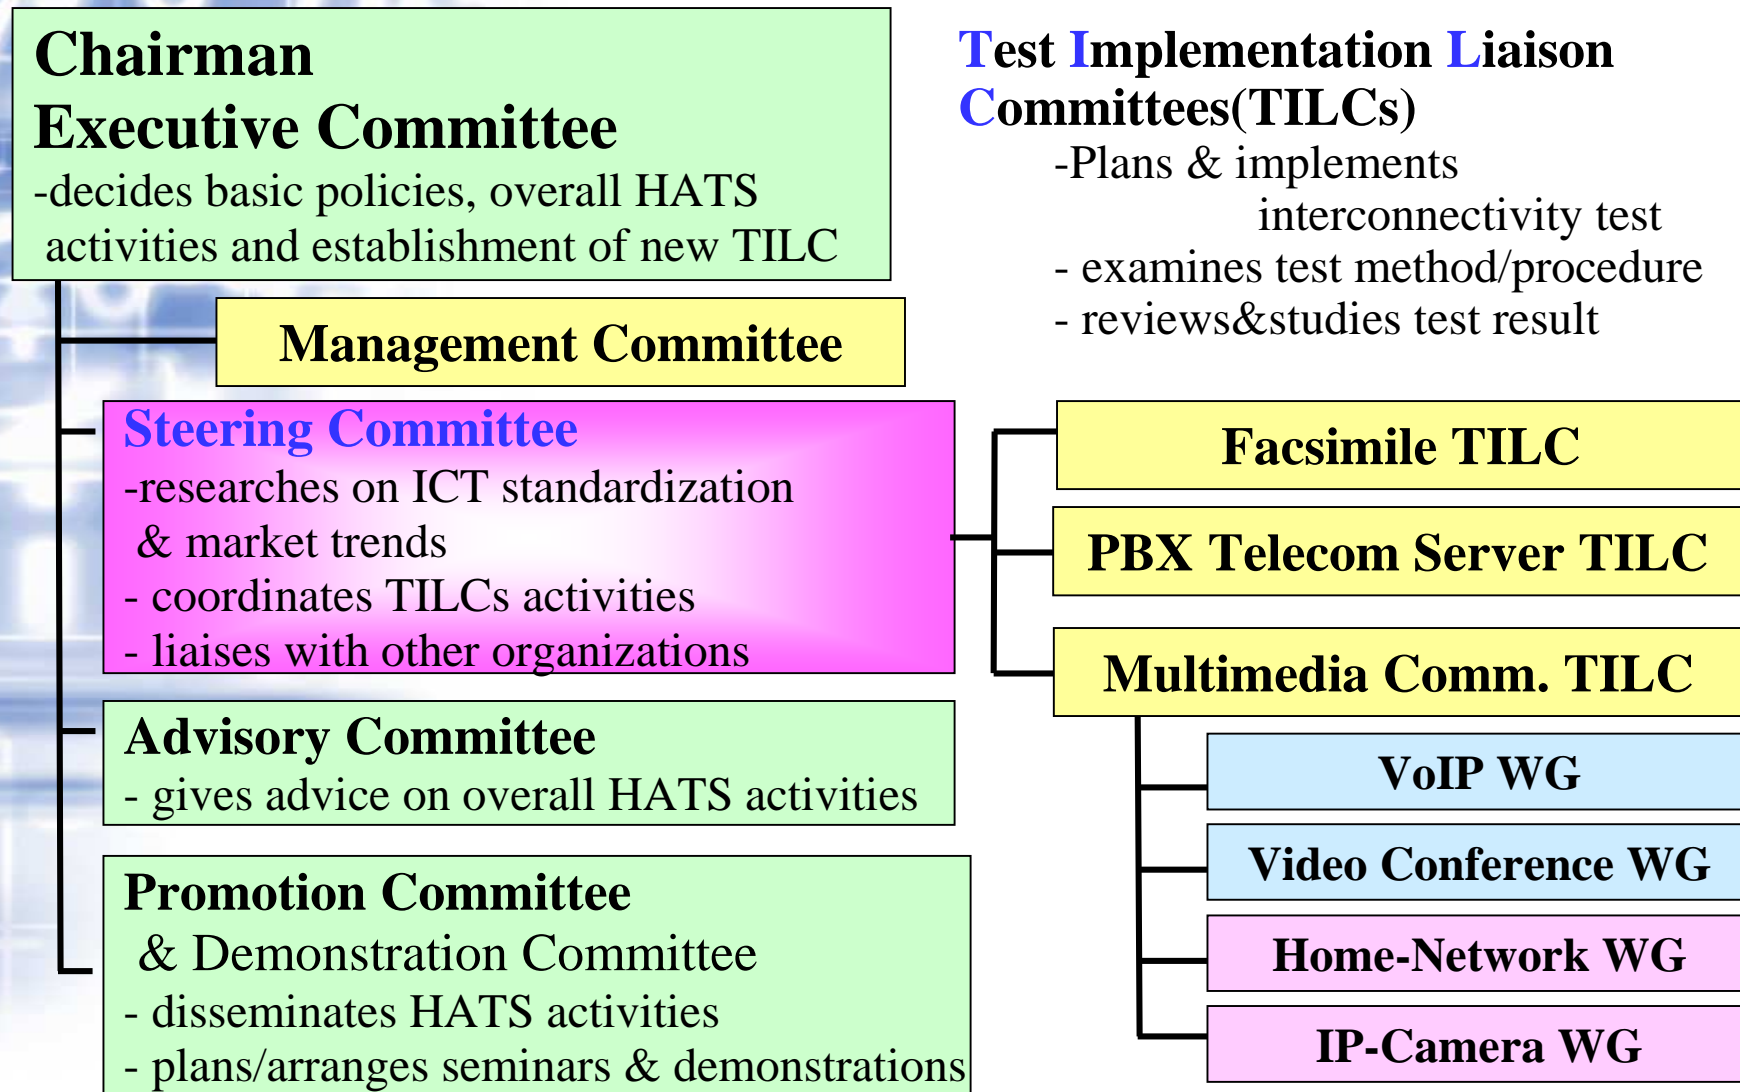 Chairman
Executive Committee
-decides basic policies, overall HATS
activities and establishment of new TILC
Management Committee
Steering Committee
-researches on ICT standardization
& market trends
- coordinates TILCs activities
- liaises with other organizations
Advisory Committee
- gives advice on overall HATS activities
Promotion Committee
& Demonstration Committee
- disseminates HATS activities
- plans/arranges seminars & demonstrations
Test Implementation Liaison
Committees(TILCs)
-Plans & implements
interconnectivity test
- examines test method/procedure
- reviews&studies test result
Facsimile TILC
PBX Telecom Server TILC
Multimedia Comm. TILC
VoIP WG
Video Conference WG
Home-Network WG
IP-Camera WG